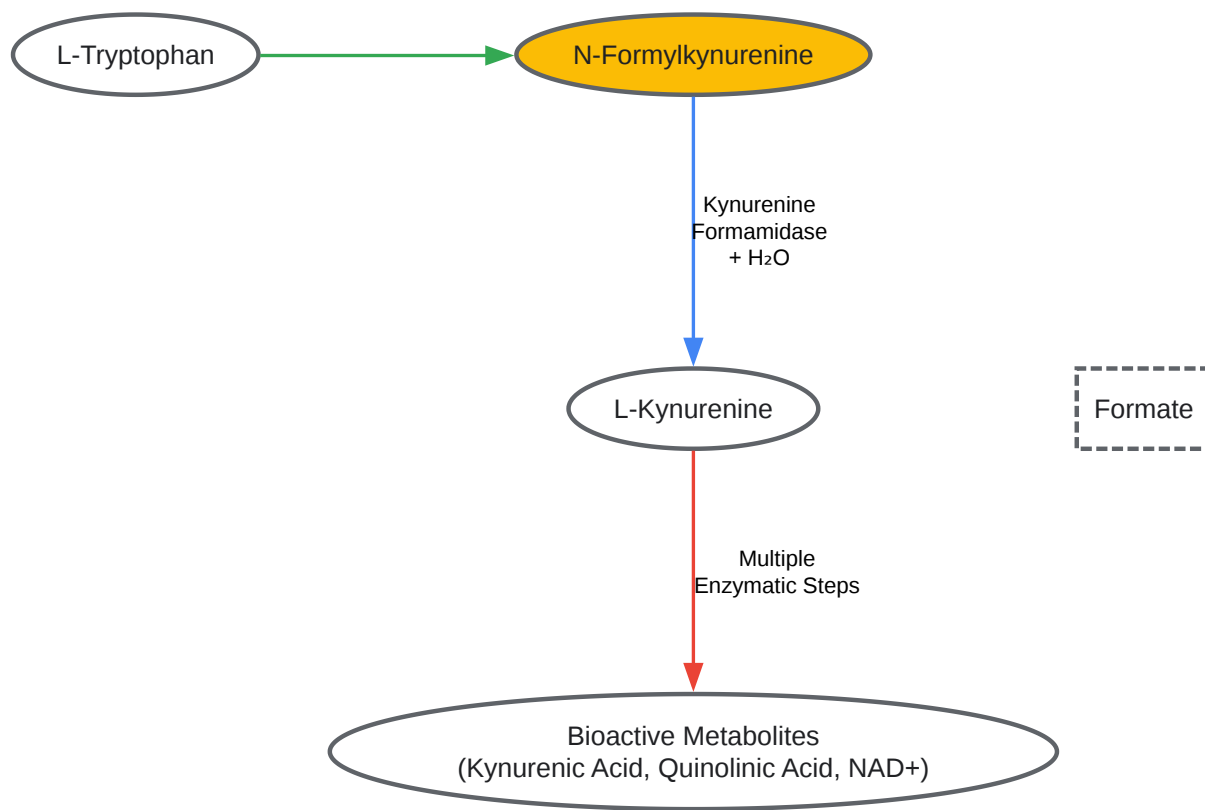 L-Tryptophan
N-Formylkynurenine
Kynurenine
Formamidase
+ H₂O
L-Kynurenine
Formate
Multiple
Enzymatic Steps
Bioactive Metabolites
(Kynurenic Acid, Quinolinic Acid, NAD+)